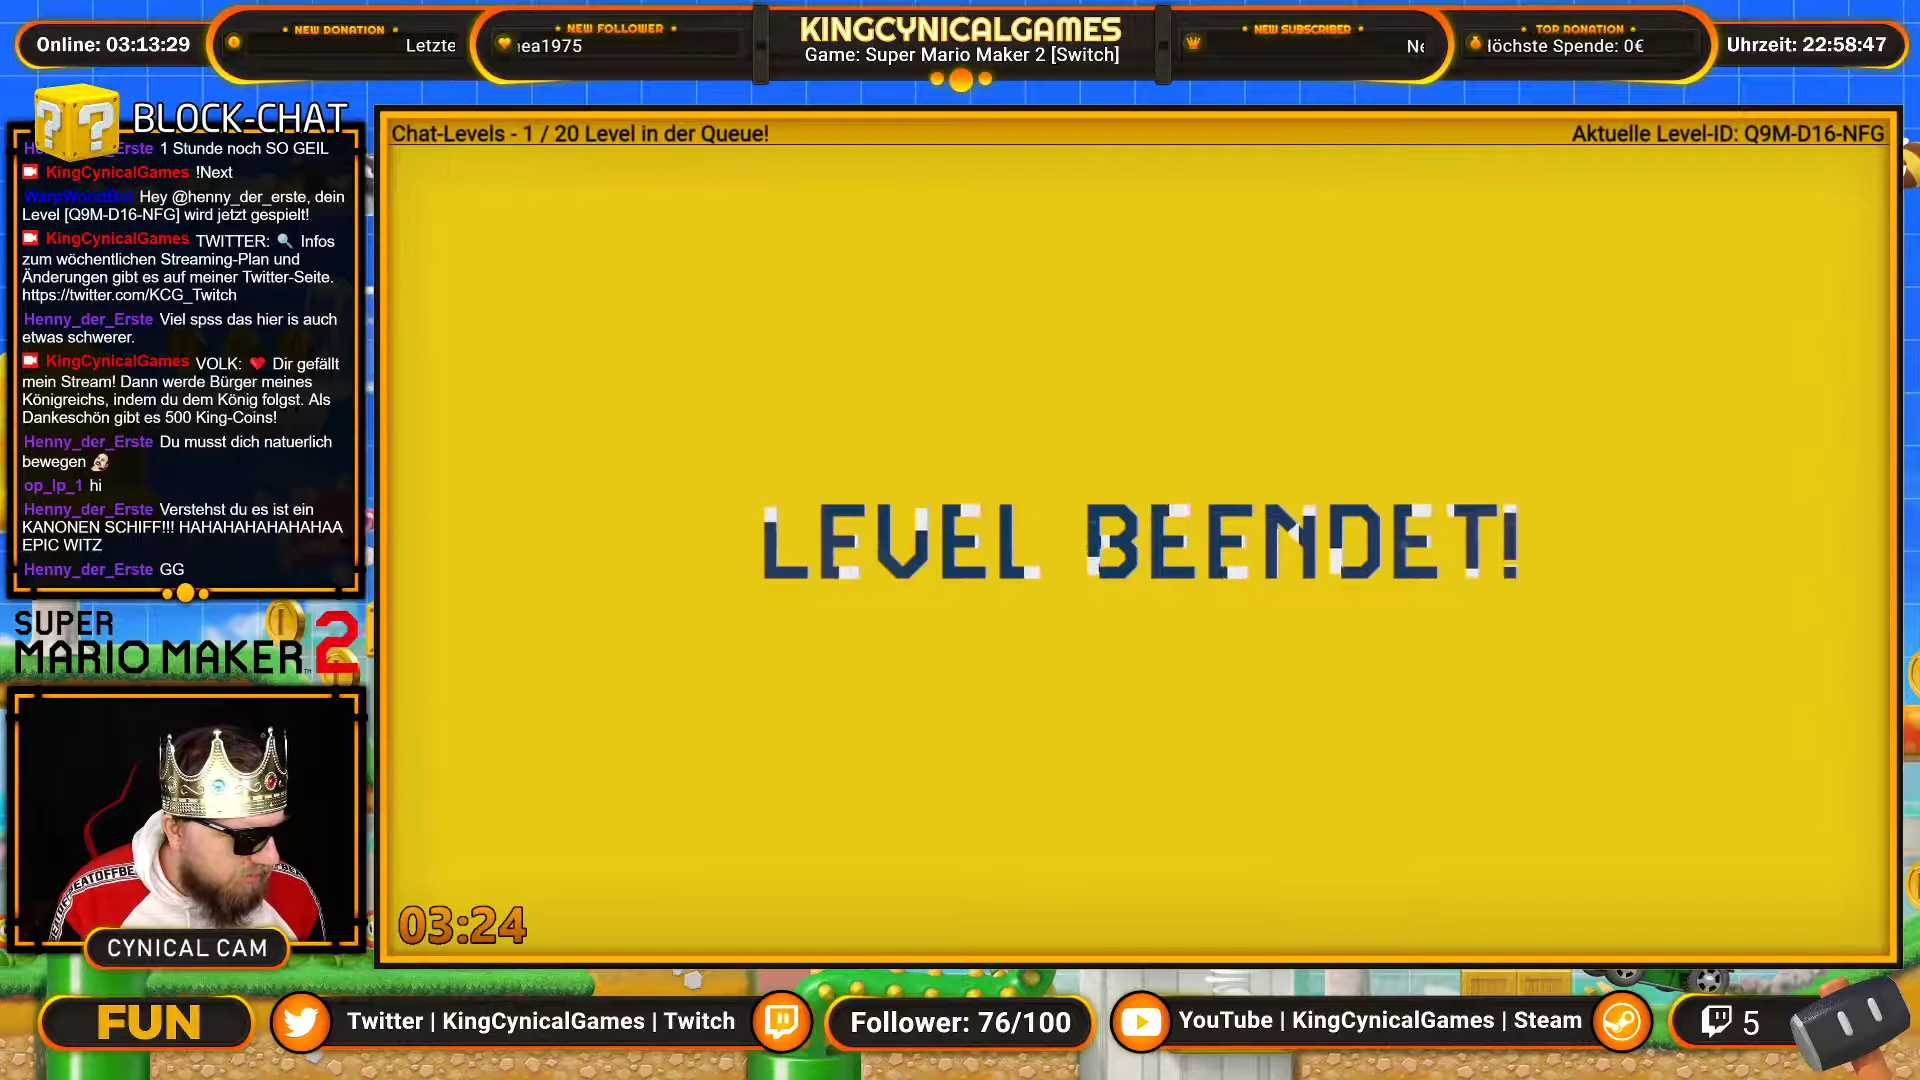 Online: 03:13:29
NEW DONATION
Letzte
NEW FOLLOWER
ea1975
KINGCYNICALGAMES
Game: Super Mario Maker 2 [Switch]
NEW SUBSCRIBER
TOP DONATION
löchste Spende: 0€
Uhrzeit: 22:58:47
BLOCK-CHAT
Erste 1 Stunde noch SO GEIL
KingCynicalGames !Next
WarpWorldBot Hey @henny_der_erste, dein
Level [Q9M-D16-NFG] wird jetzt gespielt!
KingCynicalGames TWITTER: 🔍 Infos
zum wöchentlichen Streaming-Plan und
Änderungen gibt es auf meiner Twitter-Seite.
https://twitter.com/KCG_Twitch
Henny_der_Erste Viel spss das hier is auch
etwas schwerer.
KingCynicalGames VOLK: ❤ Dir gefällt
mein Stream! Dann werde Bürger meines
Königreichs, indem du dem König folgst. Als
Dankeschön gibt es 500 King-Coins!
Henny_der_Erste Du musst dich natuerlich
bewegen
op_lp_1 hi
Henny_der_Erste Verstehst du es ist ein
KANONEN SCHIFF!!! HAHAHAHAHAHAHAA
EPIC WITZ
Henny_der_Erste GG
SUPER
MARIO MAKER 2
CYNICAL CAM
Chat-Levels - 1 / 20 Level in der Queue!
Aktuelle Level-ID: Q9M-D16-NFG
LEVEL BEENDET!
03:24
FUN
Twitter | KingCynicalGames | Twitch
Follower: 76/100
YouTube | KingCynicalGames | Steam
5